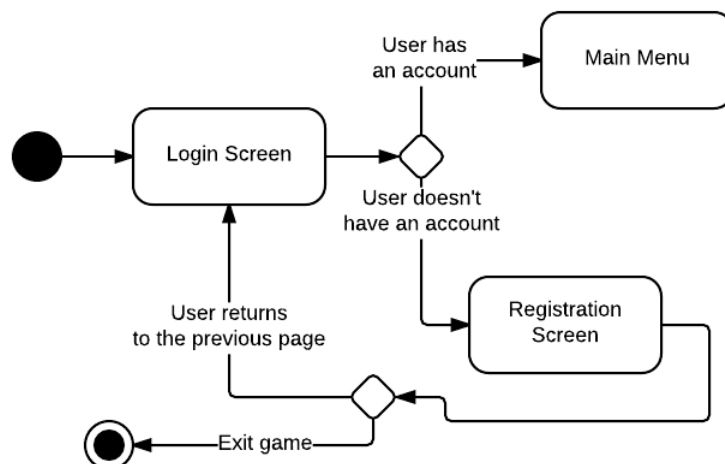 User has
an account
Main Menu
Login Screen
User doesn't
have an account
Registration
Screen
User returns
to the previous page
Exit game